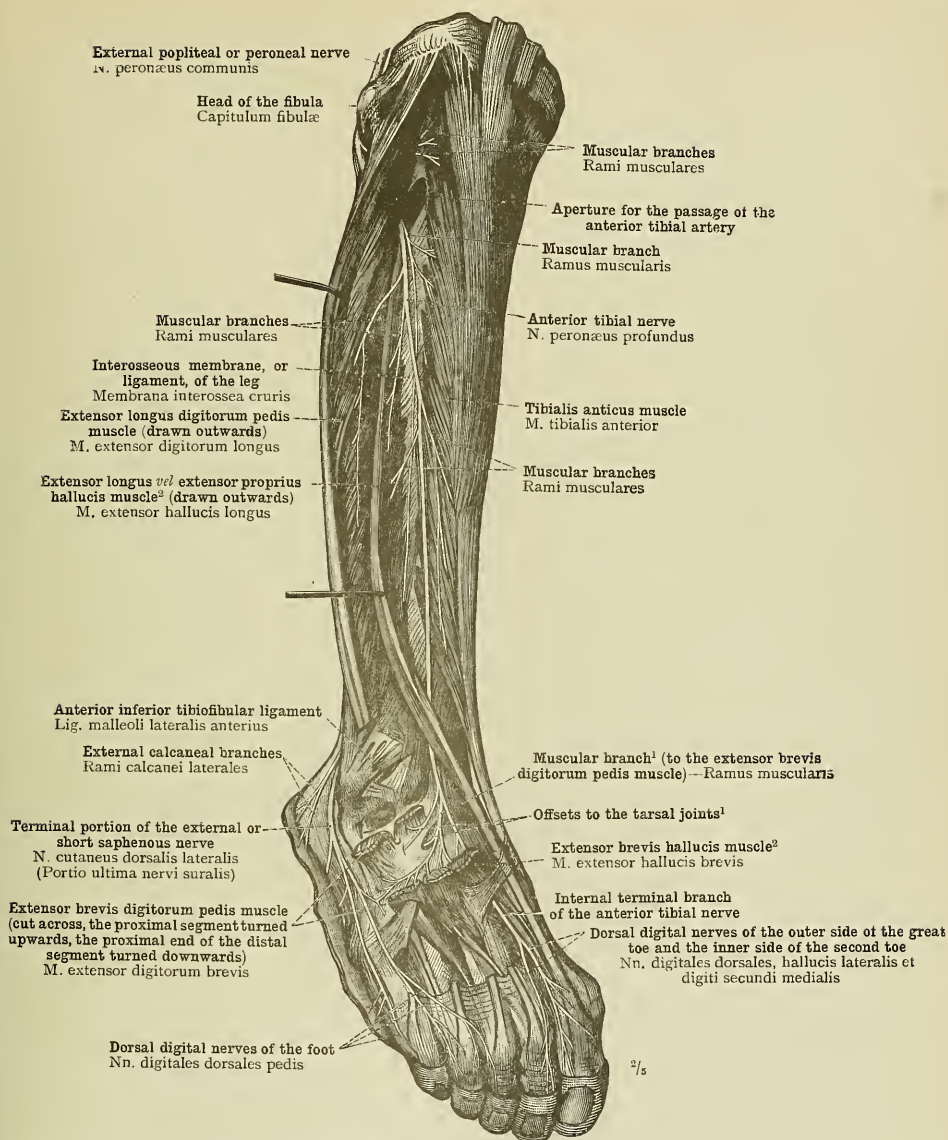 External popliteal or peroneal nerve
N. peronæus communis
Head of the fibula
Capitulum fibulæ
Muscular branches
Rami musculares
Aperture for the passage of the
anterior tibial artery
Muscular branch
Ramus muscularis
Muscular branches
Rami musculares
Anterior tibial nerve
N. peronæus profundus
Interosseous membrane, or
ligament, of the leg
Membrana interossea cruris
Extensor longus digitorum pedis
muscle (drawn outwards)
M. extensor digitorum longus
Tibialis anticus muscle
M. tibialis anterior
Extensor longus vel extensor proprius
hallucis muscle² (drawn outwards)
M. extensor hallucis longus
Muscular branches
Rami musculares
Anterior inferior tibiofibular ligament
Lig. malleoli lateralis anterius
External calcaneal branches
Rami calcanei laterales
Muscular branch¹ (to the extensor brevis
digitorum pedis muscle)—Ramus muscularis
Offsets to the tarsal joints¹
Terminal portion of the external or
short saphenous nerve
N. cutaneus dorsalis lateralis
(Portio ultima nervi suralis)
Extensor brevis hallucis muscle²
M. extensor hallucis brevis
Internal terminal branch
of the anterior tibial nerve
Extensor brevis digitorum pedis muscle
(cut across, the proximal segment turned
upwards, the proximal end of the distal
segment turned downwards)
M. extensor digitorum brevis
Dorsal digital nerves of the outer side of the great
toe and the inner side of the second toe
Nn. digitales dorsales, hallucis lateralis et
digiti secundi medialis
Dorsal digital nerves of the foot
Nn. digitales dorsales pedis
2/5